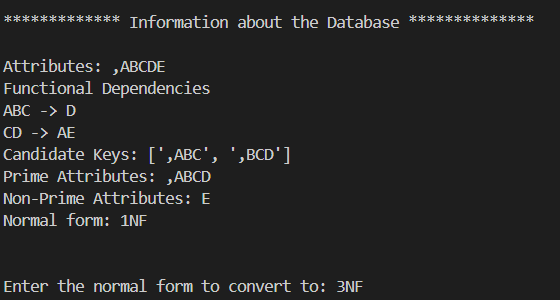 ************* Information about the Database **************
Attributes: ,ABCDE
Functional Dependencies
ABC -> D
CD -> AE
Candidate Keys: [',ABC', ',BCD']
Prime Attributes: ,ABCD
Non-Prime Attributes: E
Normal form: 1NF
Enter the normal form to convert to: 3NF